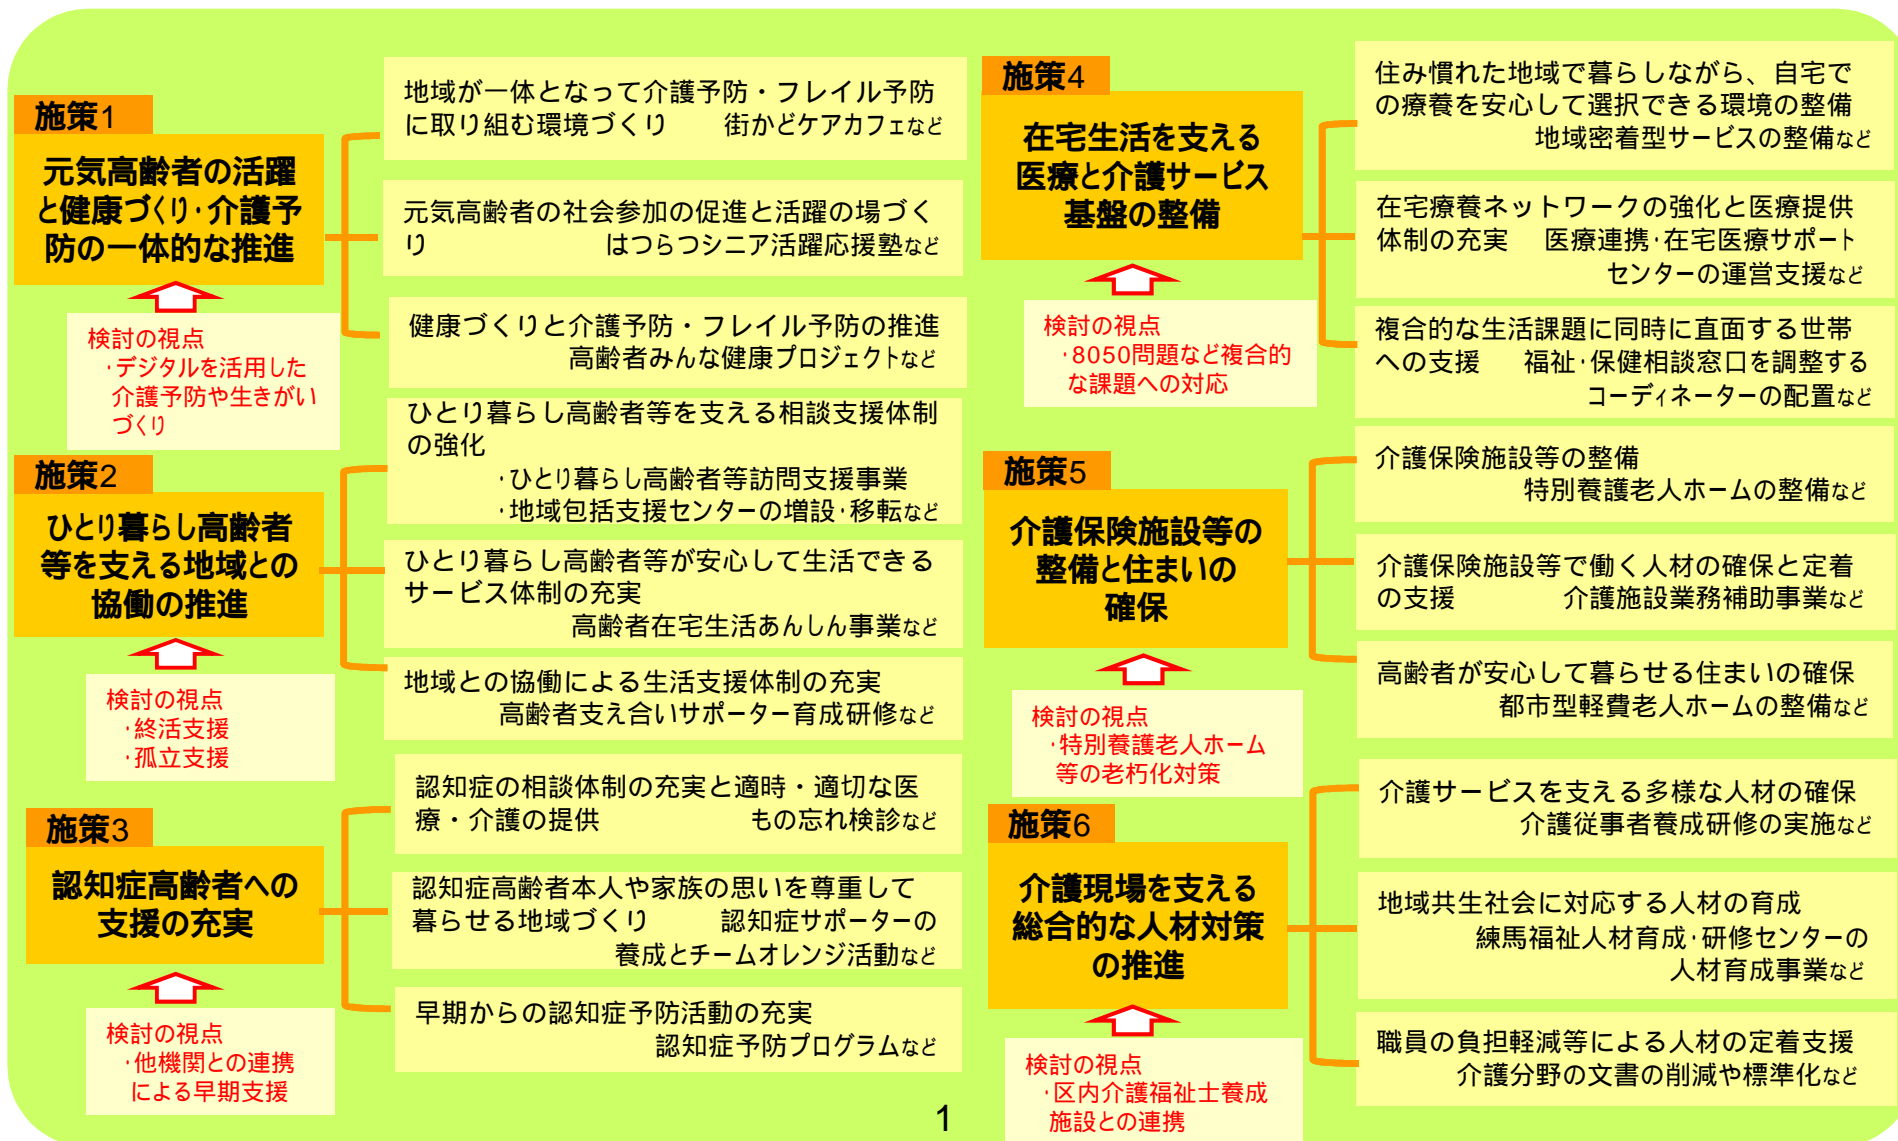 施策1
元気高齢者の活躍
と健康づくり・介護予
防の一体的な推進
検討の視点
・デジタルを活用した
介護予防や生きがい
づくり
地域が一体となって介護予防・フレイル予防
に取り組む環境づくり　　街かどケアカフェなど
元気高齢者の社会参加の促進と活躍の場づく
り　　はつらつシニア活躍応援塾など
健康づくりと介護予防・フレイル予防の推進
高齢者みんな健康プロジェクトなど
施策2
ひとり暮らし高齢者
等を支える地域との
協働の推進
検討の視点
・終活支援
・孤立支援
ひとり暮らし高齢者等を支える相談支援体制
の強化
・ひとり暮らし高齢者等訪問支援事業
・地域包括支援センターの増設・移転など
ひとり暮らし高齢者等が安心して生活できる
サービス体制の充実
高齢者在宅生活あんしん事業など
地域との協働による生活支援体制の充実
高齢者支え合いサポーター育成研修など
施策3
認知症高齢者への
支援の充実
検討の視点
・他機関との連携
による早期支援
認知症の相談体制の充実と適時・適切な医
療・介護の提供　　もの忘れ検診など
認知症高齢者本人や家族の思いを尊重して
暮らせる地域づくり　　認知症サポーターの
養成とチームオレンジ活動など
早期からの認知症予防活動の充実
認知症予防プログラムなど
施策4
在宅生活を支える
医療と介護サービス
基盤の整備
検討の視点
・8050問題など複合的
な課題への対応
住み慣れた地域で暮らしながら、自宅で
の療養を安心して選択できる環境の整備
地域密着型サービスの整備など
在宅療養ネットワークの強化と医療提供
体制の充実　　医療連携・在宅医療サポート
センターの運営支援など
複合的な生活課題に同時に直面する世帯
への支援　　福祉・保健相談窓口を調整する
コーディネーターの配置など
施策5
介護保険施設等の
整備と住まいの
確保
検討の視点
・特別養護老人ホーム
等の老朽化対策
介護保険施設等の整備
特別養護老人ホームの整備など
介護保険施設等で働く人材の確保と定着
の支援　　介護施設業務補助事業など
高齢者が安心して暮らせる住まいの確保
都市型軽費老人ホームの整備など
施策6
介護現場を支える
総合的な人材対策
の推進
検討の視点
・区内介護福祉士養成
施設との連携
介護サービスを支える多様な人材の確保
介護従事者養成研修の実施など
地域共生社会に対応する人材の育成
練馬福祉人材育成・研修センターの
人材育成事業など
職員の負担軽減等による人材の定着支援
介護分野の文書の削減や標準化など
1